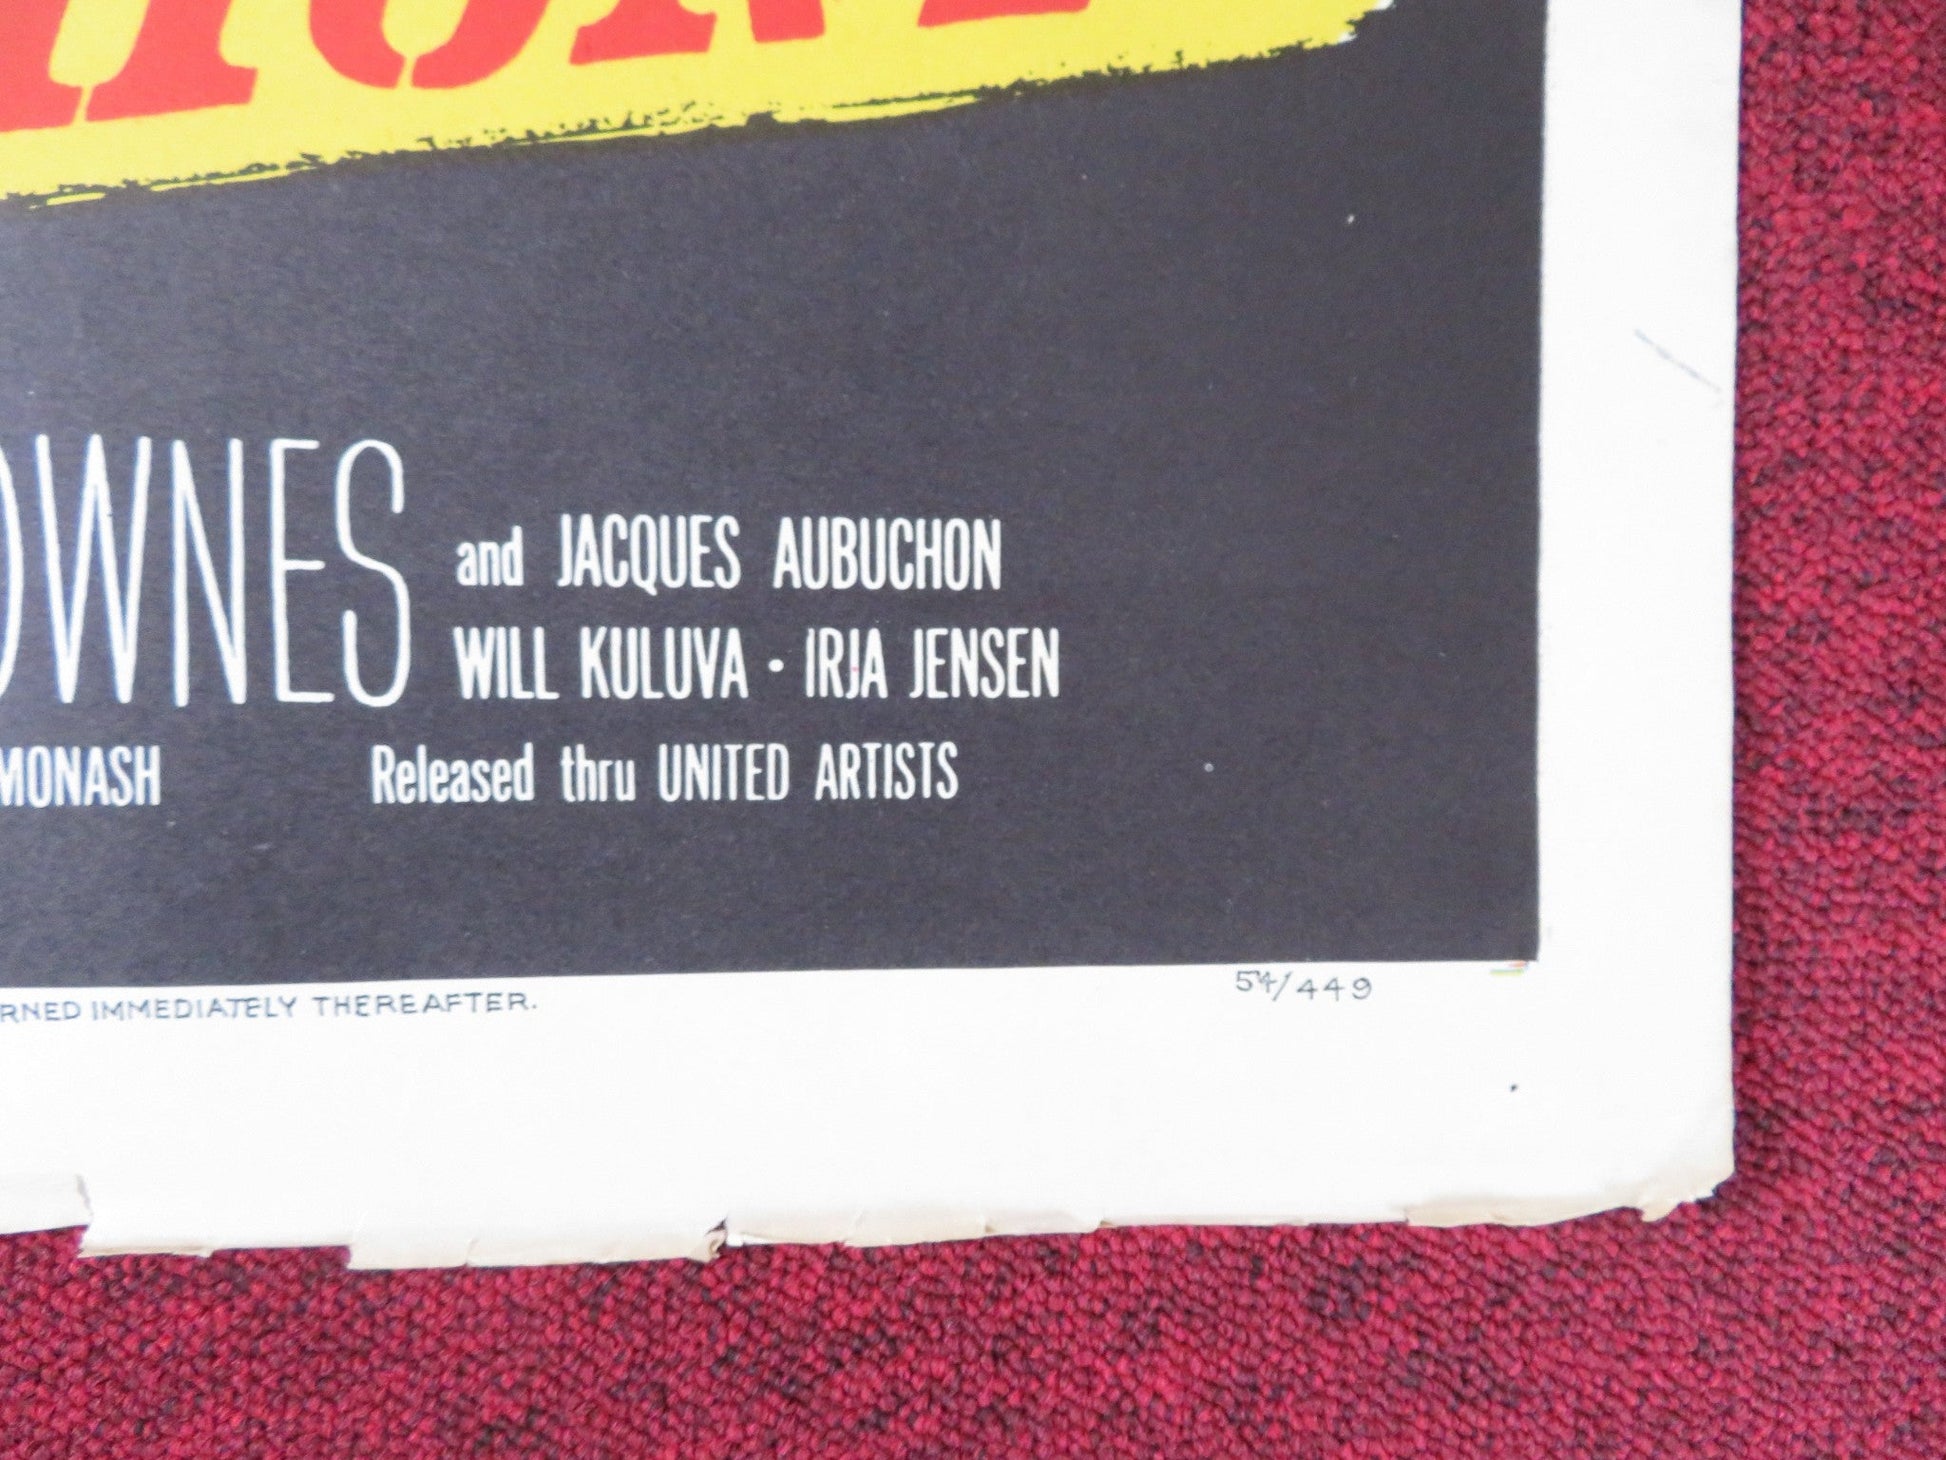 OWNES and JACQUES AUBUCHON
WILL KULUVA · IRJA JENSEN
MONASH Released thru UNITED ARTISTS
RNED IMMEDIATELY THEREAFTER. 54/449